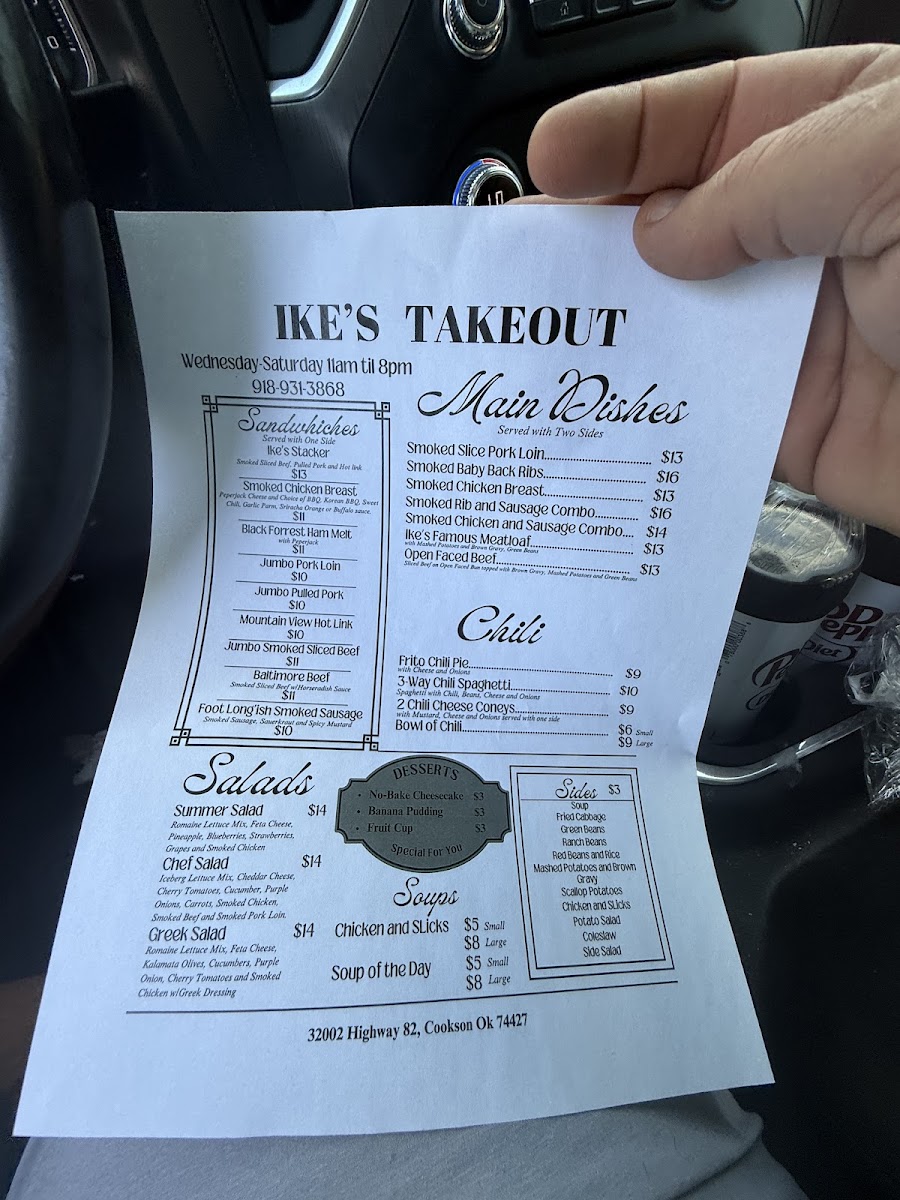 IKE'S TAKEOUT
Wednesday-Saturday 11am til 8pm
918-931-3868
Sandwhiches
Served with One Side
Ike's Stacker
Smoked Sliced Beef, Pulled Pork and Hot link
$13
Smoked Chicken Breast
Peperjack Cheese and Choice of BBQ, Korean BBQ, Sweet
Chili, Garlic Parm, Sriracha Orange or Buffalo sauce.
$11
Black Forrest Ham Melt
with Peperjack
$11
Jumbo Pork Loin
$10
Jumbo Pulled Pork
$10
Mountain View Hot Link
$10
Jumbo Smoked Sliced Beef
$11
Baltimore Beef
Smoked Sliced Beef w/Horseradish Sauce
$11
Foot Long'ish Smoked Sausage
Smoked Sausage, Sauerkraut and Spicy Mustard
$10
Main Dishes
Served with Two Sides
Smoked Slice Pork Loin $13
Smoked Baby Back Ribs $16
Smoked Chicken Breast $13
Smoked Rib and Sausage Combo $16
Smoked Chicken and Sausage Combo $14
Ike's Famous Meatloaf $13
with Mashed Potatoes and Brown Gravy, Green Beans
Open Faced Beef $13
Sliced Beef on Open Faced Bun topped with Brown Gravy, Mashed Potatoes and Green Beans
Chili
Frito Chili Pie $9
with Cheese and Onions
3-Way Chili Spaghetti $10
Spaghetti with Chili, Beans, Cheese and Onions
2 Chili Cheese Coneys $9
with Mustard, Cheese and Onions served with one side
Bowl of Chili $6 Small
$9 Large
Salads
Summer Salad $14
Romaine Lettuce Mix, Feta Cheese,
Pineapple, Blueberries, Strawberries,
Grapes and Smoked Chicken
Chef Salad $14
Iceberg Lettuce Mix, Cheddar Cheese,
Cherry Tomatoes, Cucumber, Purple
Onions, Carrots, Smoked Chicken,
Smoked Beef and Smoked Pork Loin.
Greek Salad $14
Romaine Lettuce Mix, Feta Cheese,
Kalamata Olives, Cucumbers, Purple
Onion, Cherry Tomatoes and Smoked
Chicken w/Greek Dressing
DESSERTS
• No-Bake Cheesecake $3
• Banana Pudding $3
• Fruit Cup $3
Special For You
Soups
Chicken and SLicks $5 Small
$8 Large
Soup of the Day $5 Small
$8 Large
Sides $3
Soup
Fried Cabbage
Green Beans
Ranch Beans
Red Beans and Rice
Mashed Potatoes and Brown
Gravy
Scallop Potatoes
Chicken and SLicks
Potato Salad
Coleslaw
Side Salad
32002 Highway 82, Cookson Ok 74427
Diet